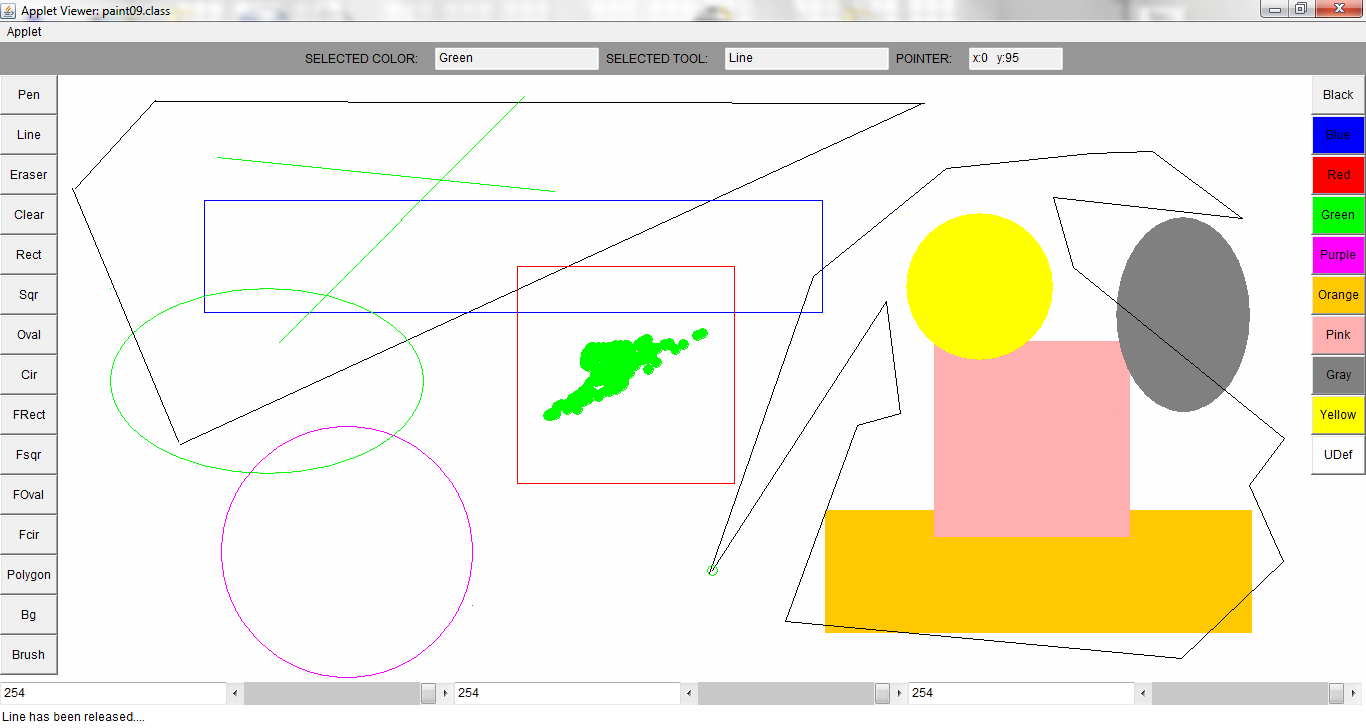 Applet Viewer: paint09.class
Applet
SELECTED COLOR: Green SELECTED TOOL: Line POINTER: x:0 y:95
Pen
Line
Eraser
Clear
Rect
Sqr
Oval
Cir
FRect
Fsqr
FOval
Fcir
Polygon
Bg
Brush
Black
Blue
Red
Green
Purple
Orange
Pink
Gray
Yellow
UDef
254 254 254
Line has been released....